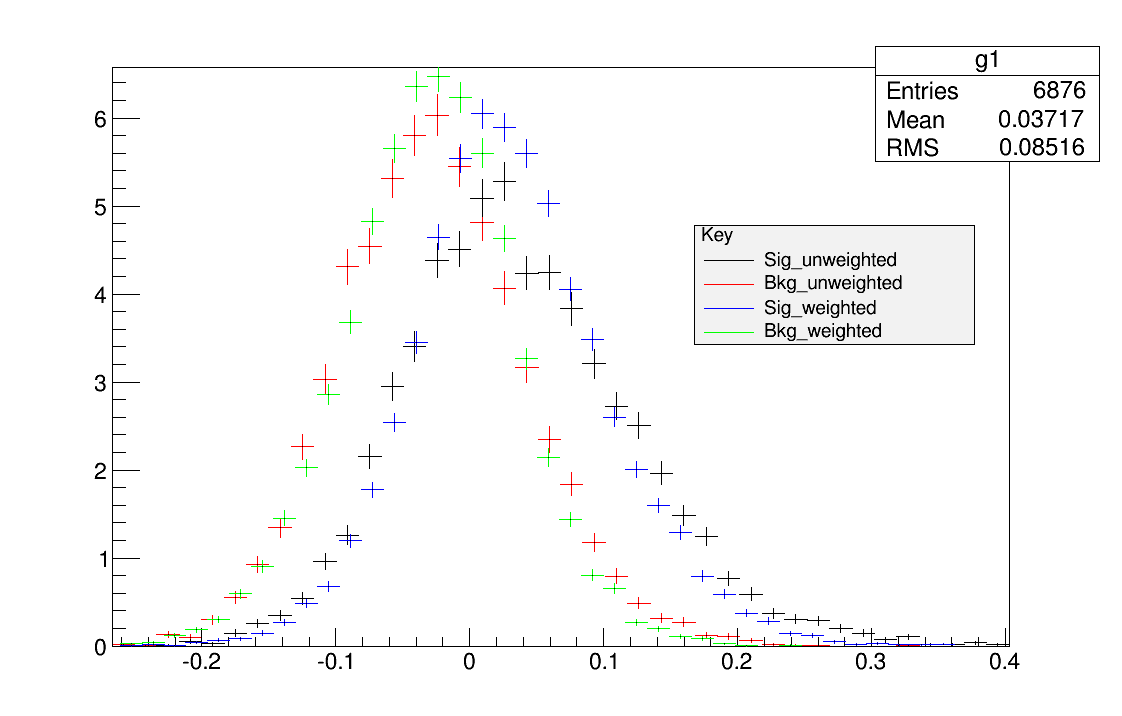 g1
Entries 6876
Mean 0.03717
RMS 0.08516
6
5
4
3
2
1
0
Key
Sig_unweighted
Bkg_unweighted
Sig_weighted
Bkg_weighted
-0.2 -0.1 0 0.1 0.2 0.3 0.4